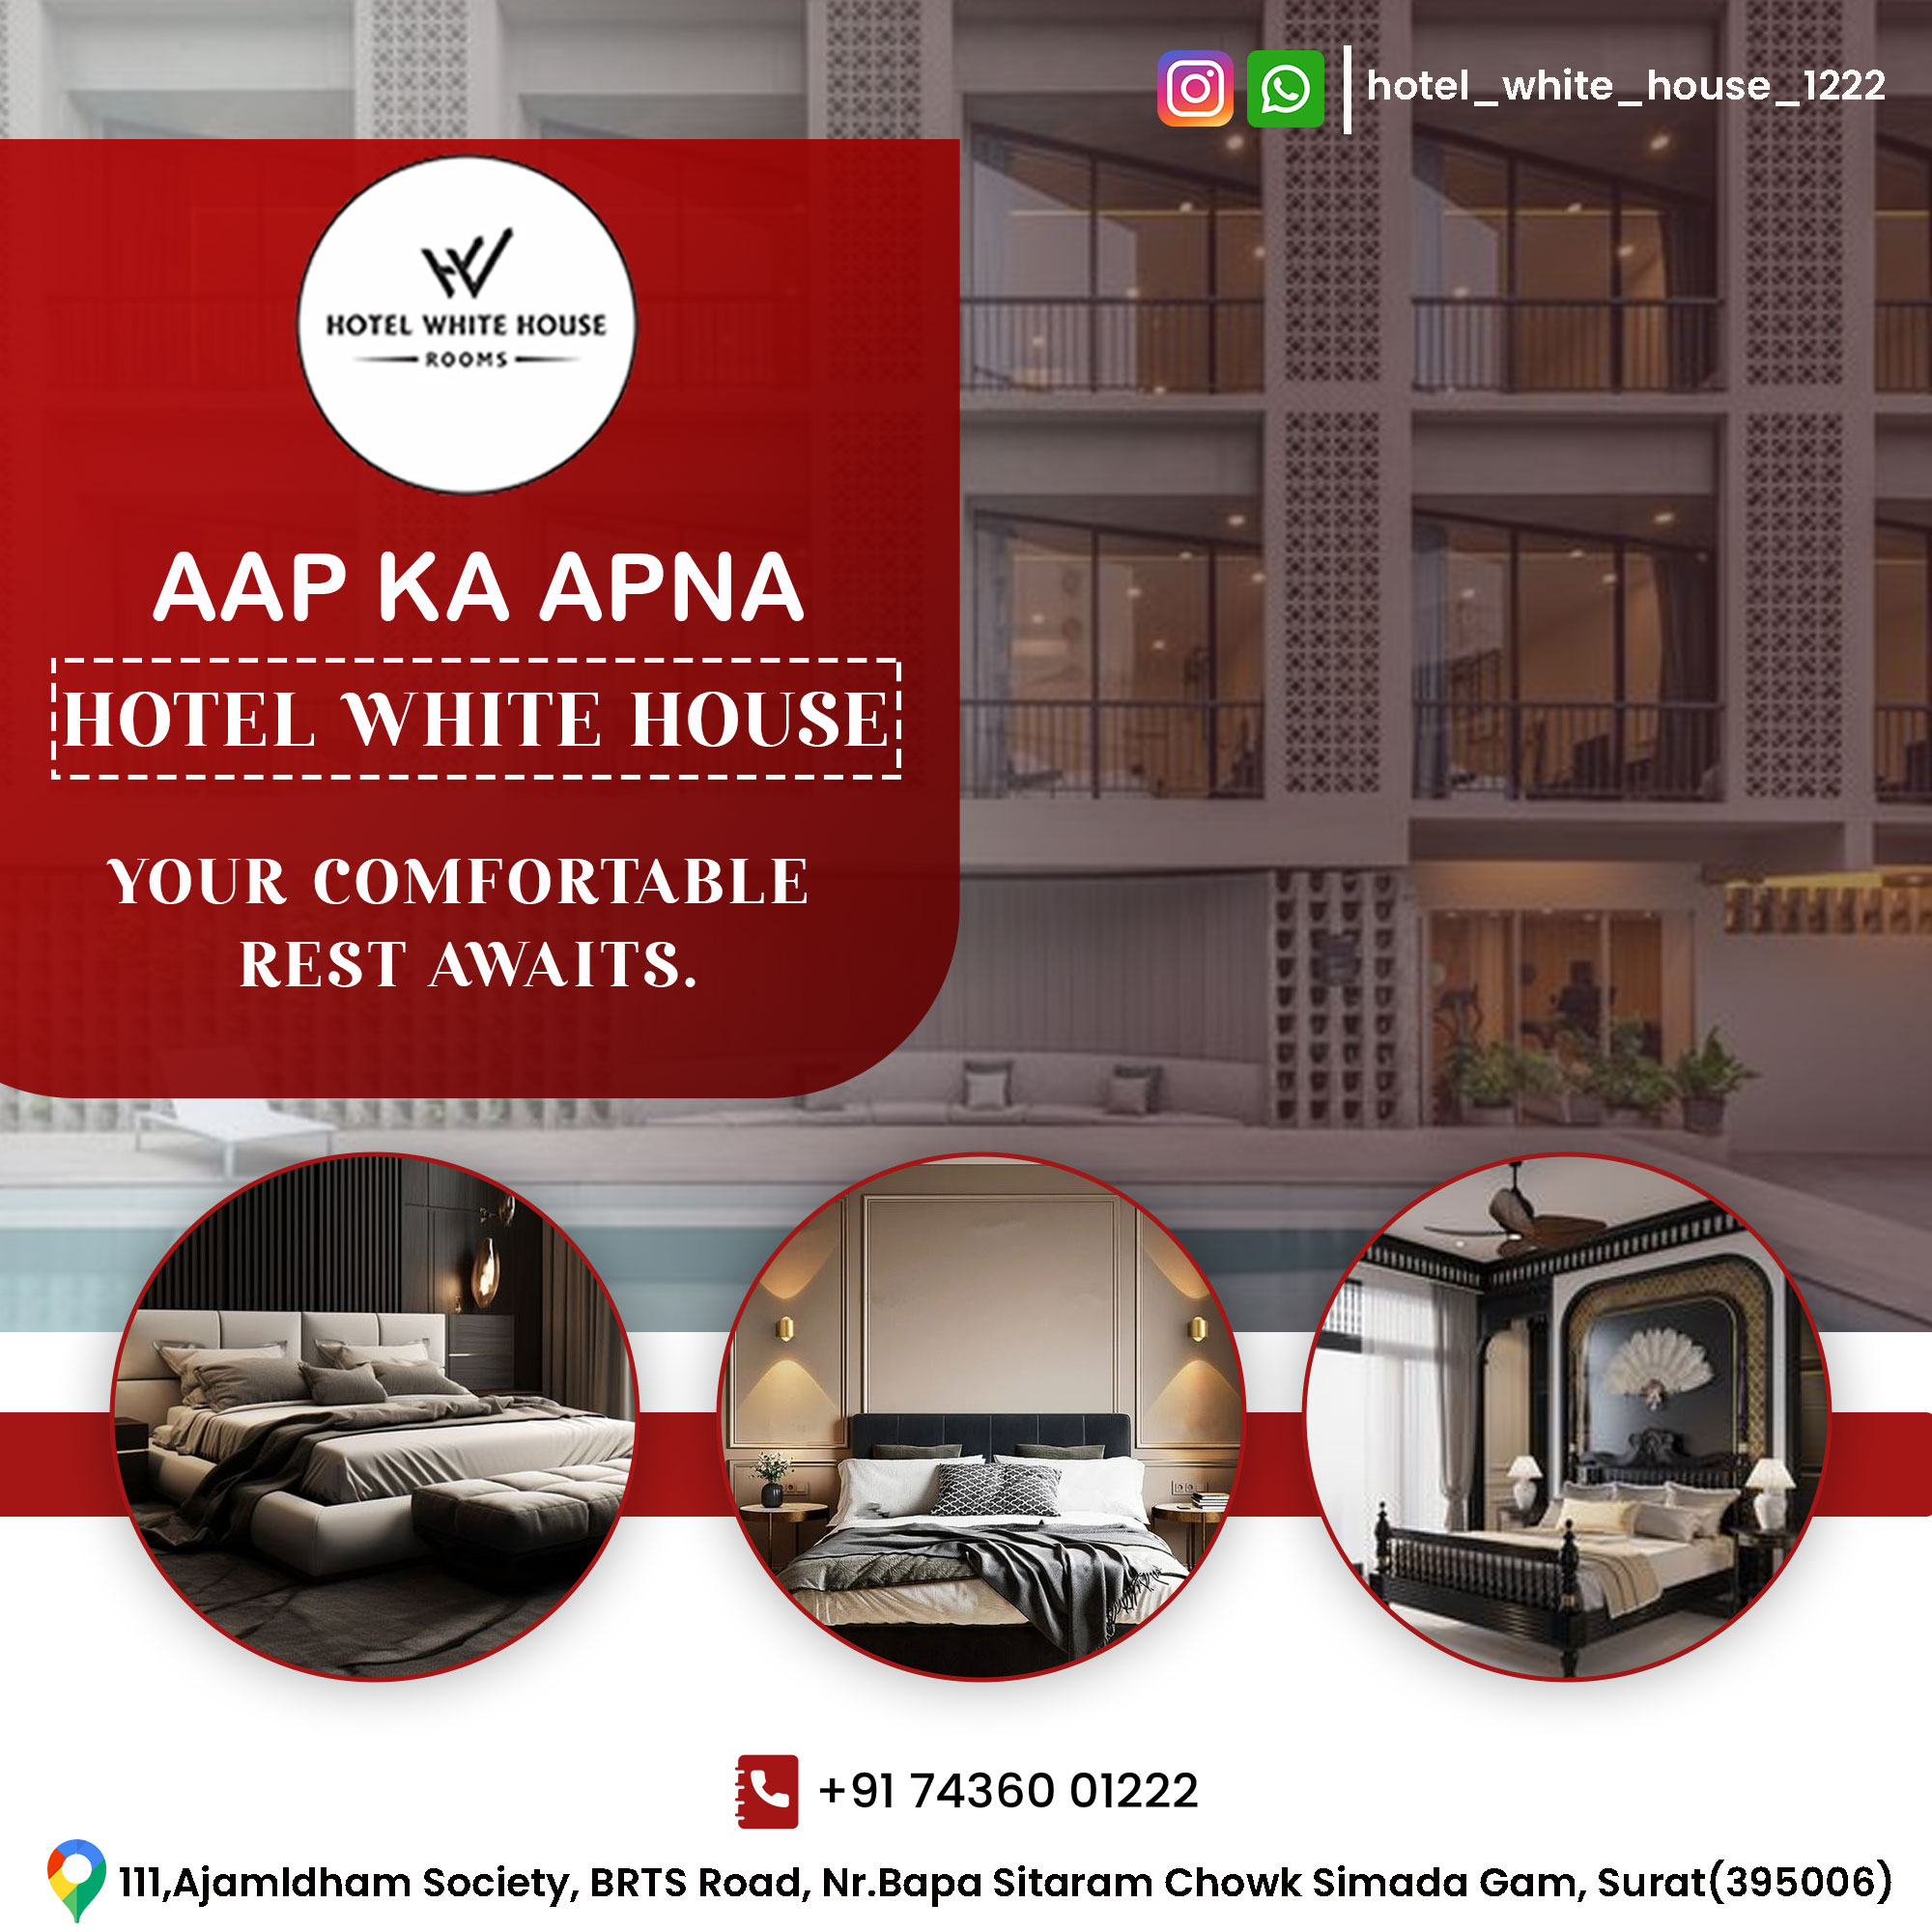 hotel_white_house_1222
HOTEL WHITE HOUSE
ROOMS
AAP KA APNA
HOTEL WHITE HOUSE
YOUR COMFORTABLE
REST AWAITS.
+91 74360 01222
111,AjamIdham Society, BRTS Road, Nr.Bapa Sitaram Chowk Simada Gam, Surat(395006)